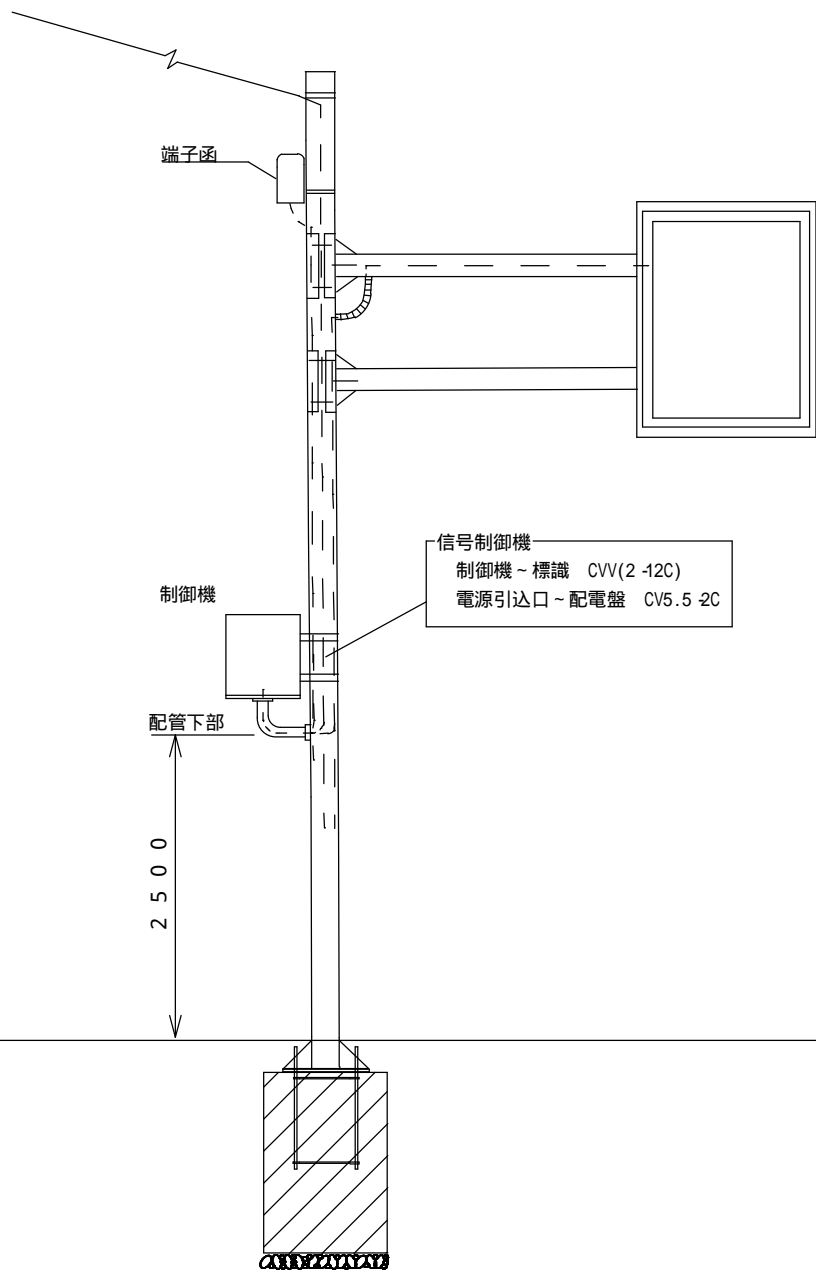 端子函
信号制御機
制御機~標識 CVV(2-12C)
電源引込口~配電盤 CV5.5-2C
制御機
配管下部
2500